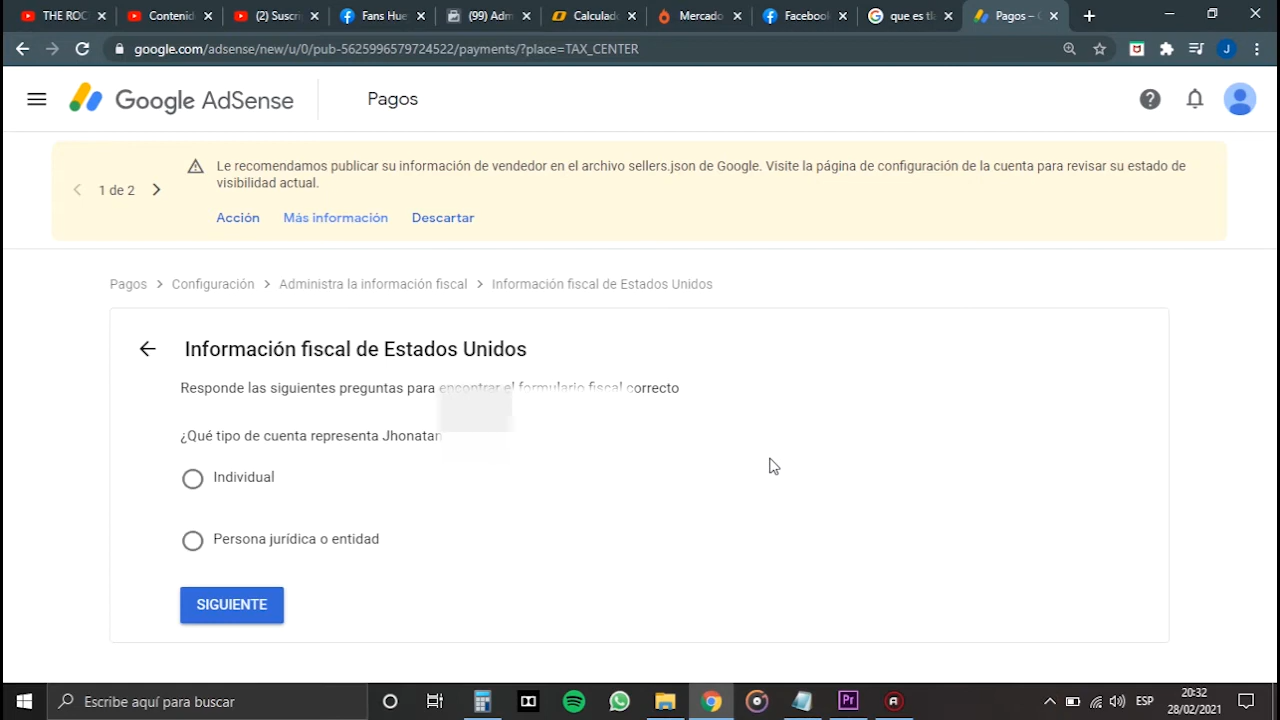 THE ROC
Contenid
(2) Suscri
Fans Hue
(99) Adm
Calculad
Mercado
Facebook
que es tl
Pagos –
google.com/adsense/new/u/0/pub-5625996579724522/payments/?place=TAX_CENTER
J
Google AdSense
Pagos
Le recomendamos publicar su información de vendedor en el archivo sellers.json de Google. Visite la página de configuración de la cuenta para revisar su estado de
visibilidad actual.
1 de 2
Acción Más información Descartar
Pagos > Configuración > Administra la información fiscal > Información fiscal de Estados Unidos
Información fiscal de Estados Unidos
Responde las siguientes preguntas para encontrar el formulario fiscal correcto
¿Qué tipo de cuenta representa Jhonatan
Individual
Persona jurídica o entidad
SIGUIENTE
Escribe aquí para buscar
ESP
20:32
28/02/2021